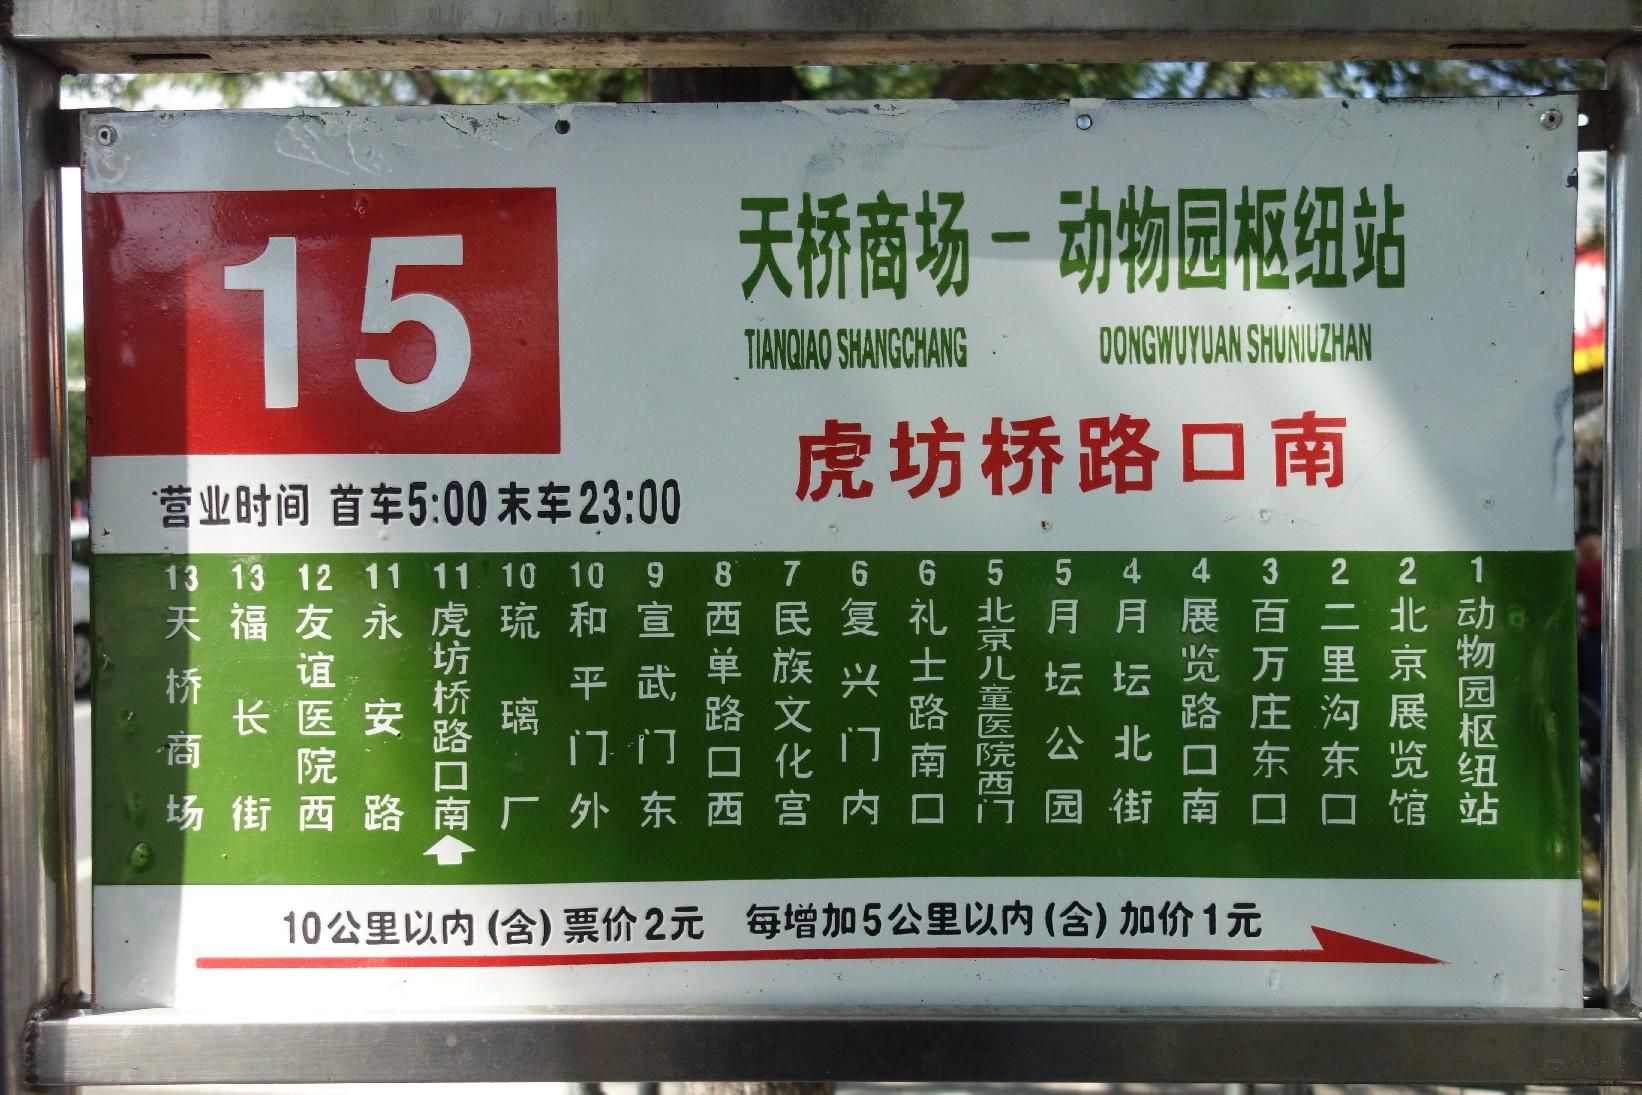 15
天桥商场 – 动物园枢纽站
TIANQIAO SHANGCHANG DONGWUYUAN SHUNIUZHAN
虎坊桥路口南
营业时间 首车5:00 末车23:00
13 天桥商场
13 福长街
12 友谊医院西
11 永安路
11 虎坊桥路口南
10 琉璃厂
10 和平门外
9 宣武门东
8 西单路口西
7 民族文化宫
6 复兴门内
6 礼士路南口
5 北京儿童医院西门
5 月坛公园
4 月坛北街
4 展览路口南
3 百万庄东口
2 二里沟东口
2 北京展览馆
1 动物园枢纽站
10公里以内(含)票价2元 每增加5公里以内(含)加价1元